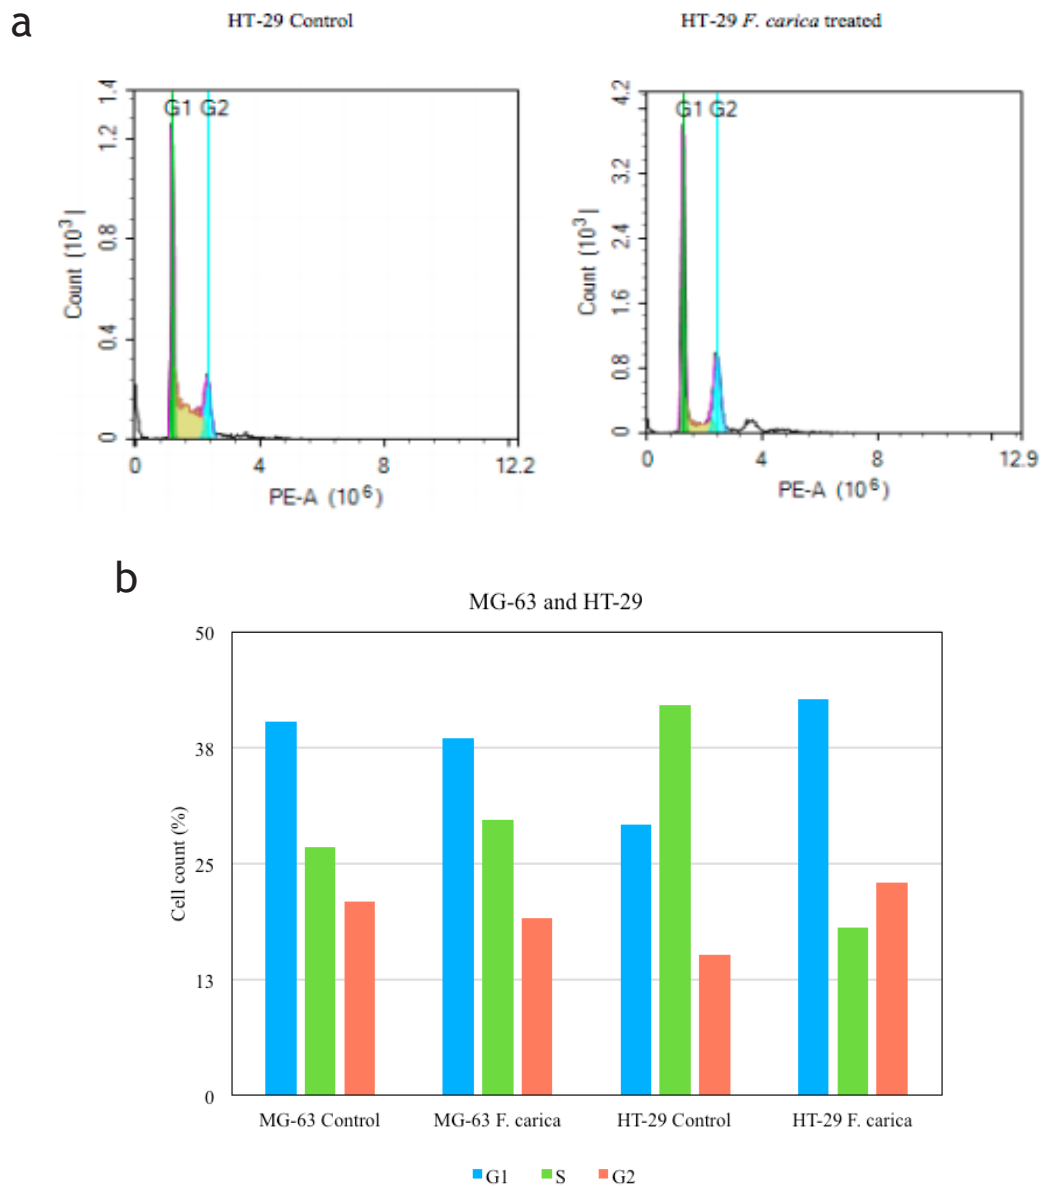 a
HT-29 Control
HT-29 F. carica treated
G1 G2
1.4
1.2
0.8
0.4
0
Count (10³|
0
4
8
12.2
PE-A (10⁶)
G1 G2
4.2
3.2
2.4
1.6
0.8
0
Count (10³|
0
4
8
12.9
PE-A (10⁶)
b
MG-63 and HT-29
50
38
25
13
0
Cell count (%)
MG-63 Control
MG-63 F. carica
HT-29 Control
HT-29 F. carica
G1 S G2